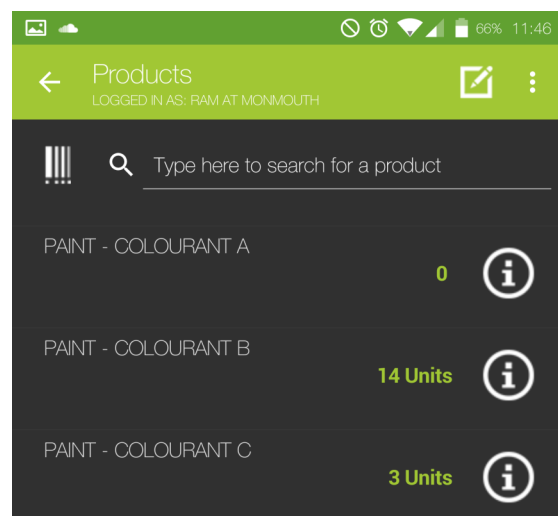 66% 11:46
Products
LOGGED IN AS: RAM AT MONMOUTH
Type here to search for a product
PAINT - COLOURANT A
0
PAINT - COLOURANT B
14 Units
PAINT - COLOURANT C
3 Units